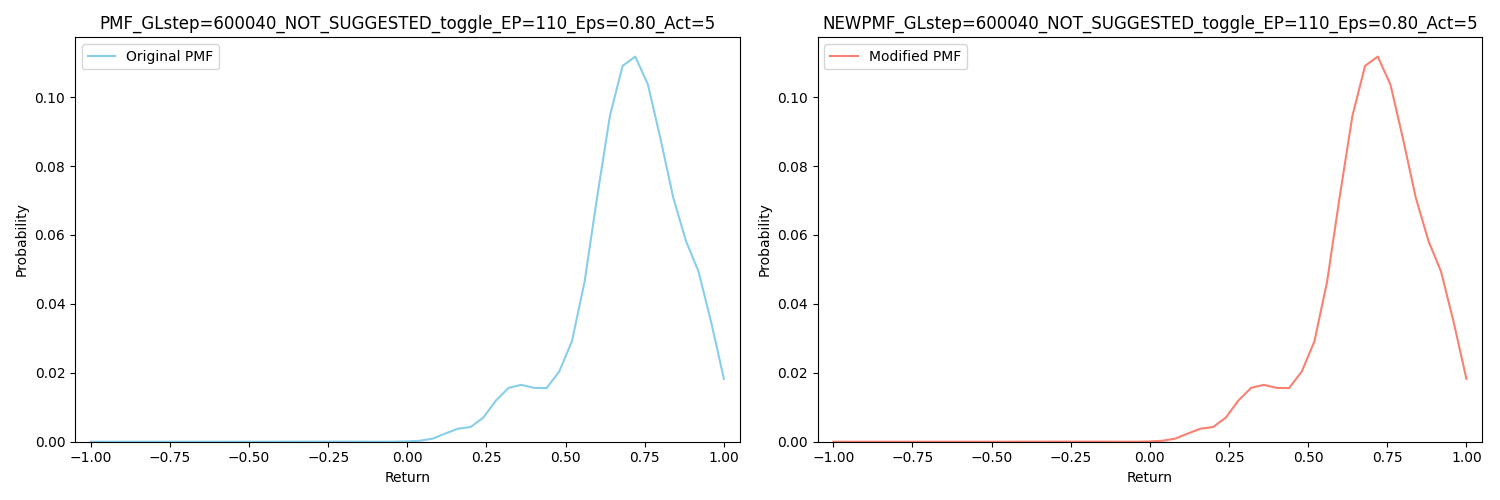 PMF_GLstep=600040_NOT_SUGGESTED_toggle_EP=110_Eps=0.80_Act=5
Original PMF
Probability
0.10
0.08
0.06
0.04
0.02
0.00
−1.00 −0.75 −0.50 −0.25 0.00 0.25 0.50 0.75 1.00
Return
NEWPMF_GLstep=600040_NOT_SUGGESTED_toggle_EP=110_Eps=0.80_Act=5
Modified PMF
Probability
0.10
0.08
0.06
0.04
0.02
0.00
−1.00 −0.75 −0.50 −0.25 0.00 0.25 0.50 0.75 1.00
Return